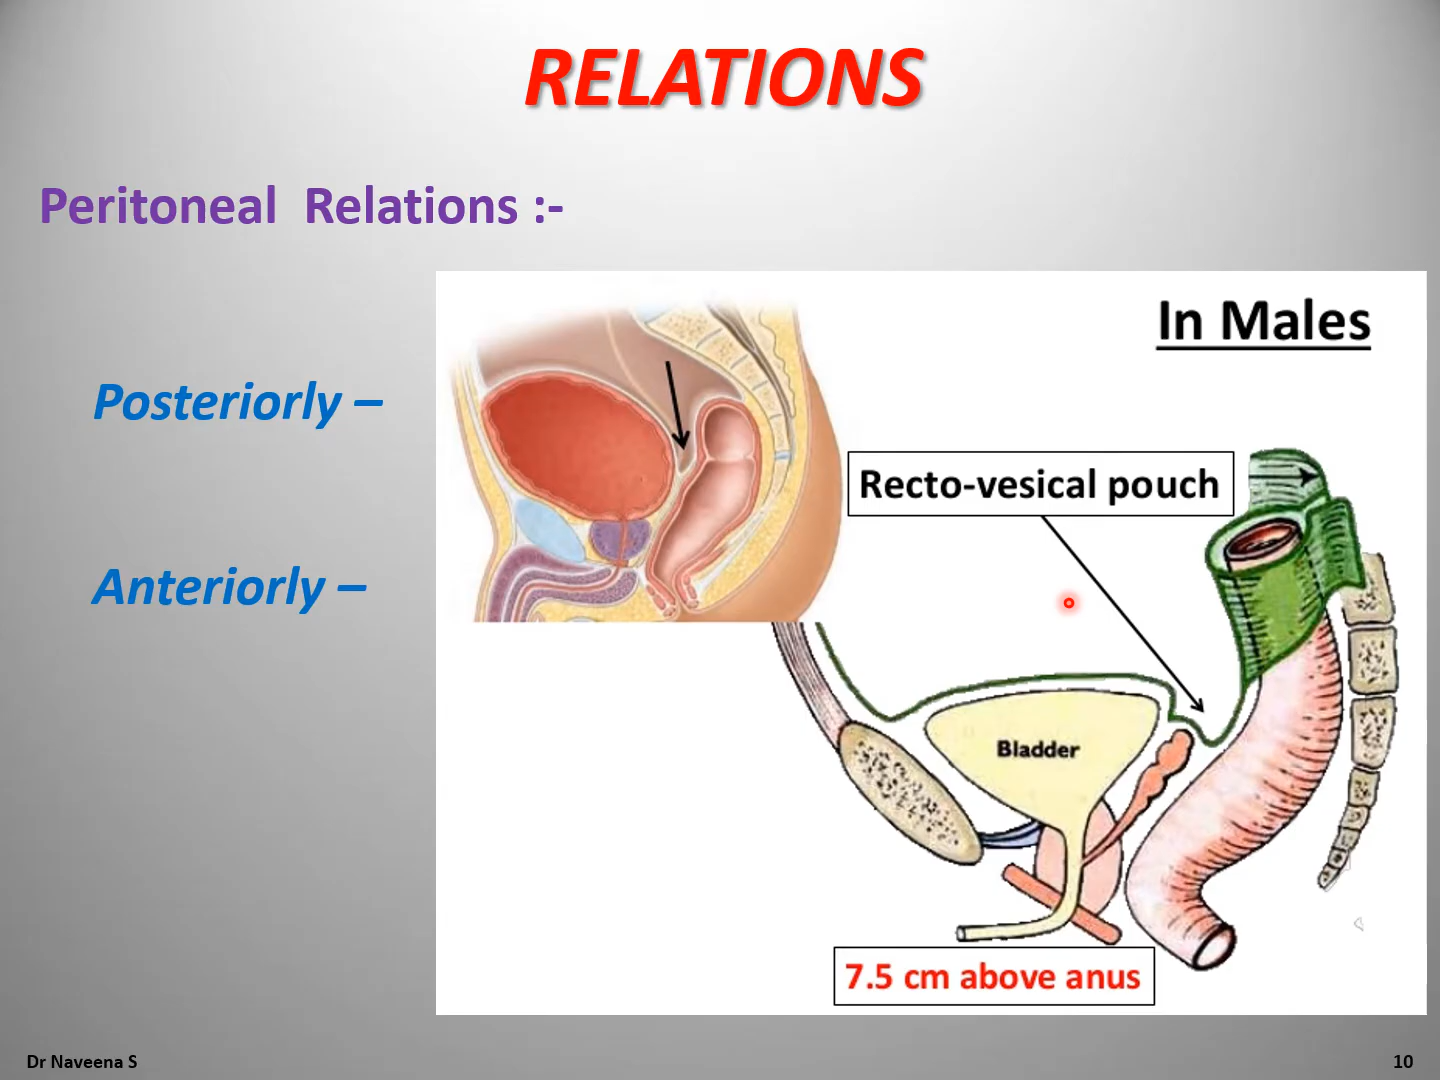 RELATIONS
Peritoneal Relations :-
In Males
Posteriorly –
Recto-vesical pouch
Anteriorly –
Bladder
7.5 cm above anus
Dr Naveena S
10